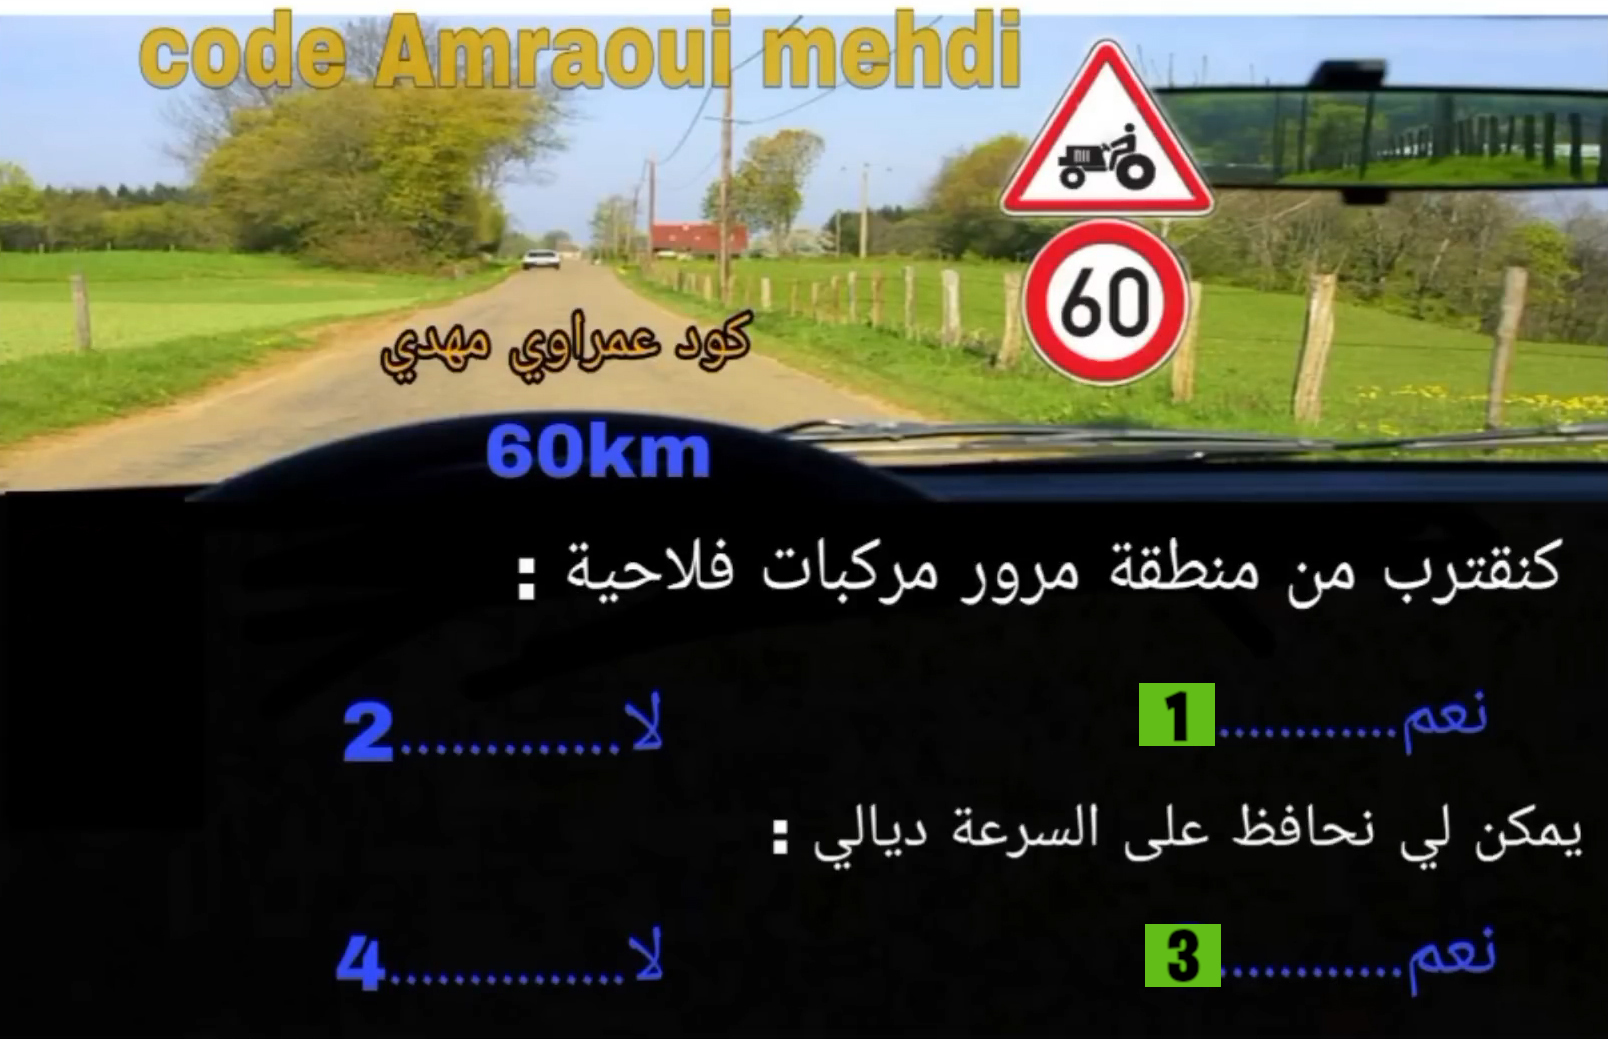 code Amraoui mehdi
60
كود عمراوي مهدي
60km
كنقترب من منطقة مرور مركبات فلاحية :
نعم............1
لا.............2
يمكن لي نحافظ على السرعة ديالي :
نعم............3
لا..............4